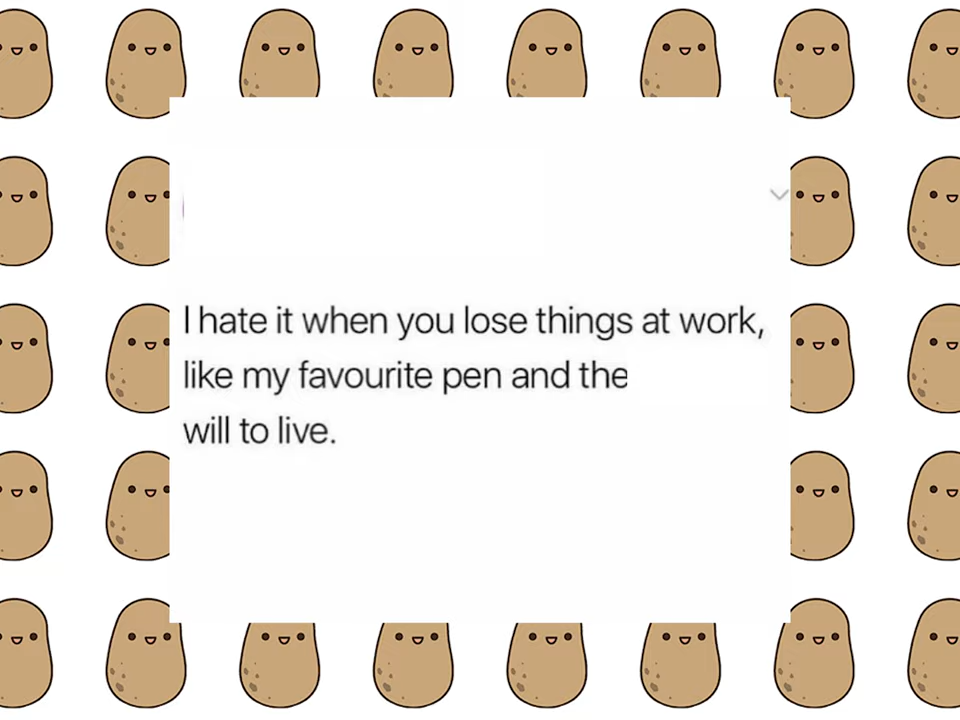 I hate it when you lose things at work,
like my favourite pen and the
will to live.